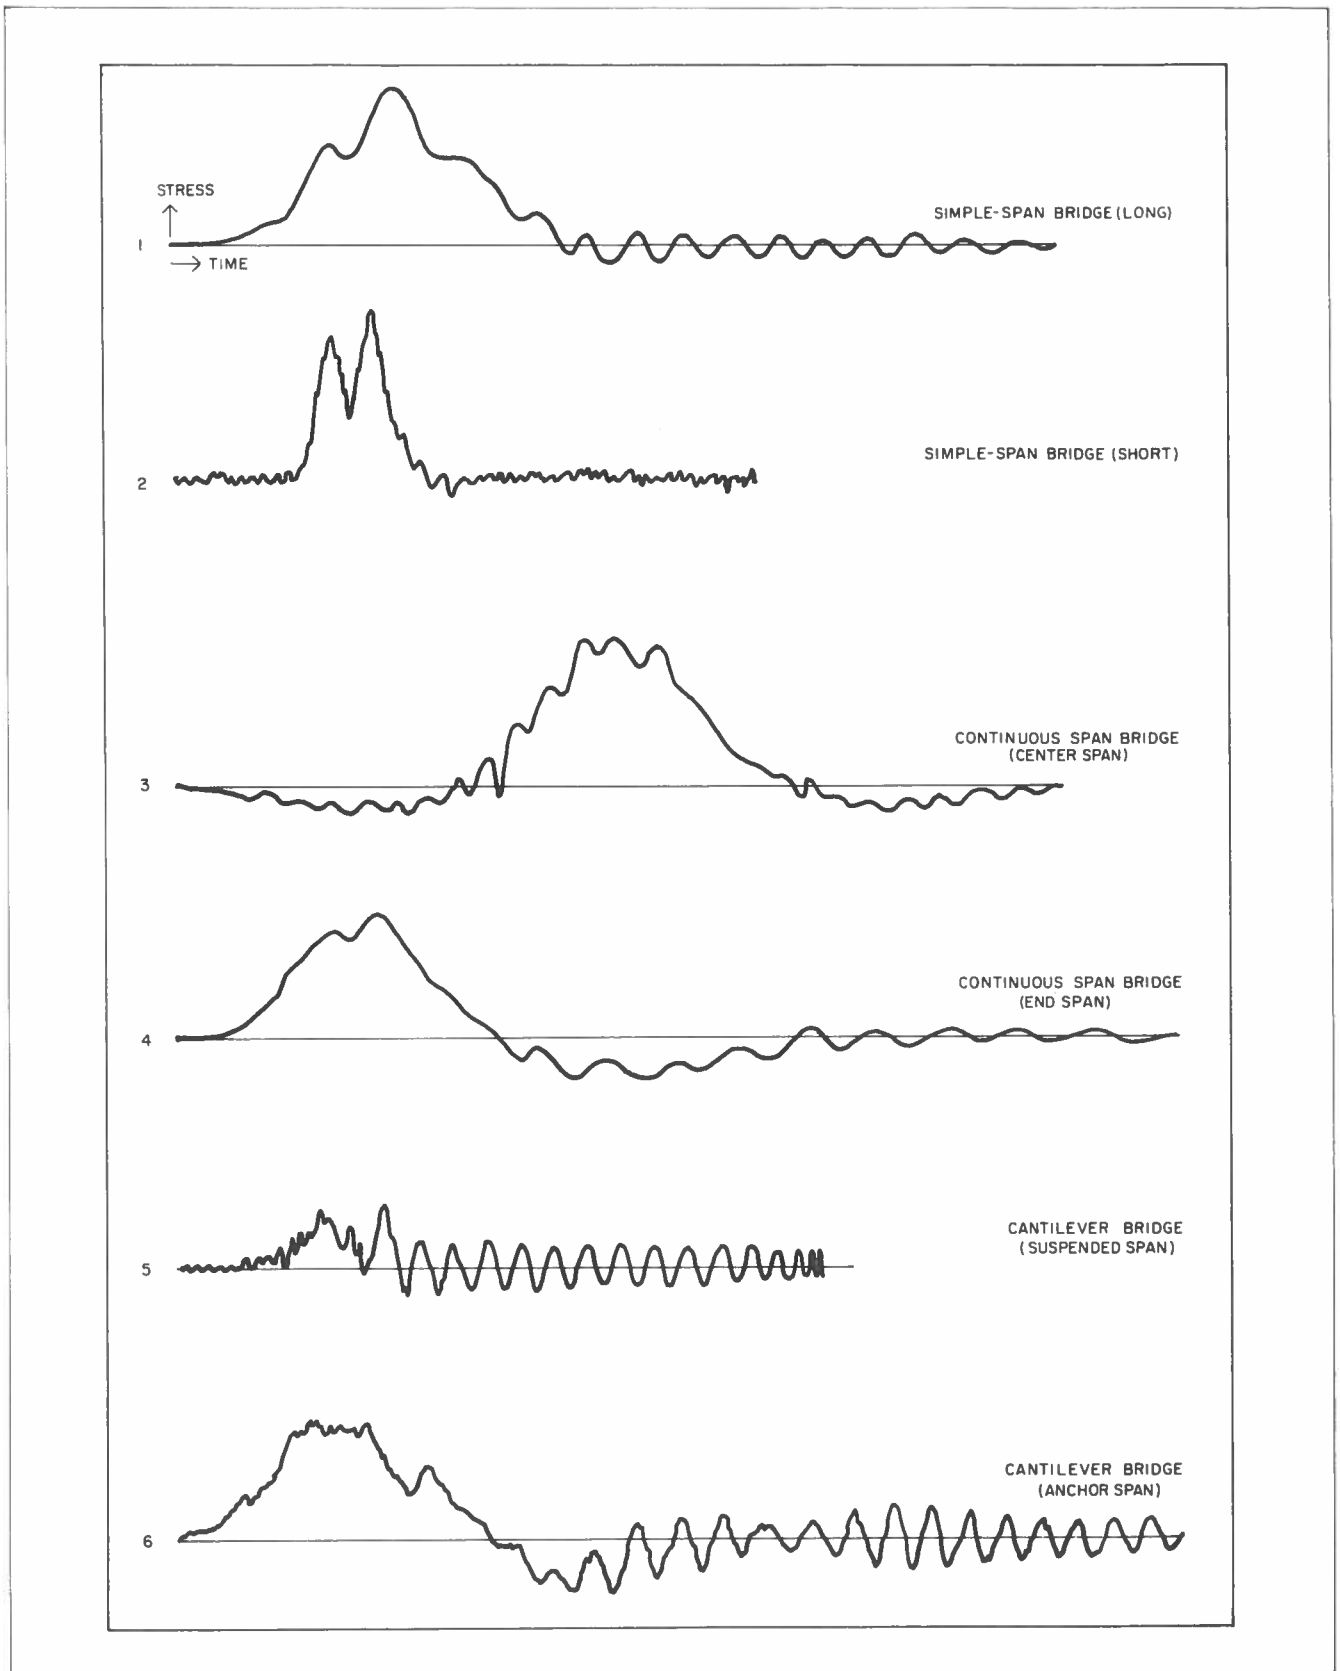 STRESS
SIMPLE-SPAN BRIDGE (LONG)
1
TIME
SIMPLE-SPAN BRIDGE (SHORT)
2
CONTINUOUS SPAN BRIDGE
(CENTER SPAN)
3
CONTINUOUS SPAN BRIDGE
(END SPAN)
4
CANTILEVER BRIDGE
(SUSPENDED SPAN)
5
CANTILEVER BRIDGE
(ANCHOR SPAN)
6